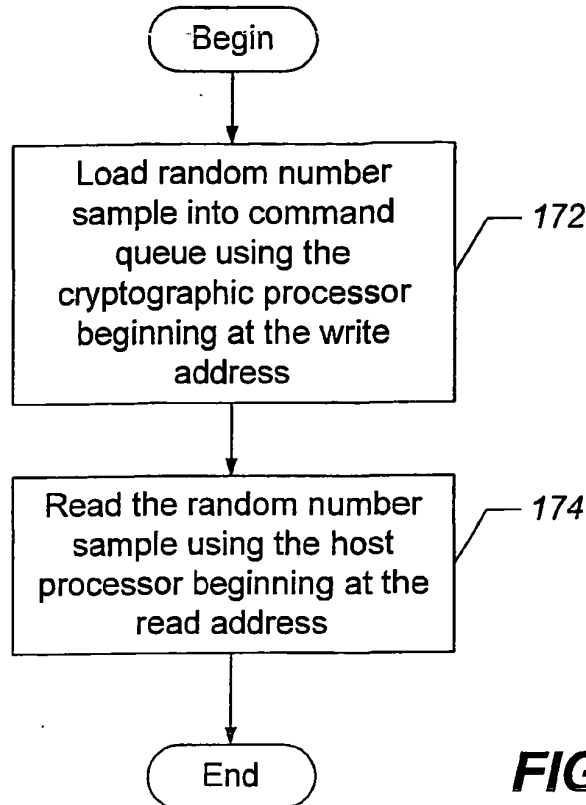 Begin
Load random number
sample into command
queue using the
cryptographic processor
beginning at the write
address
172
Read the random number
sample using the host
processor beginning at the
read address
174
End
FIG